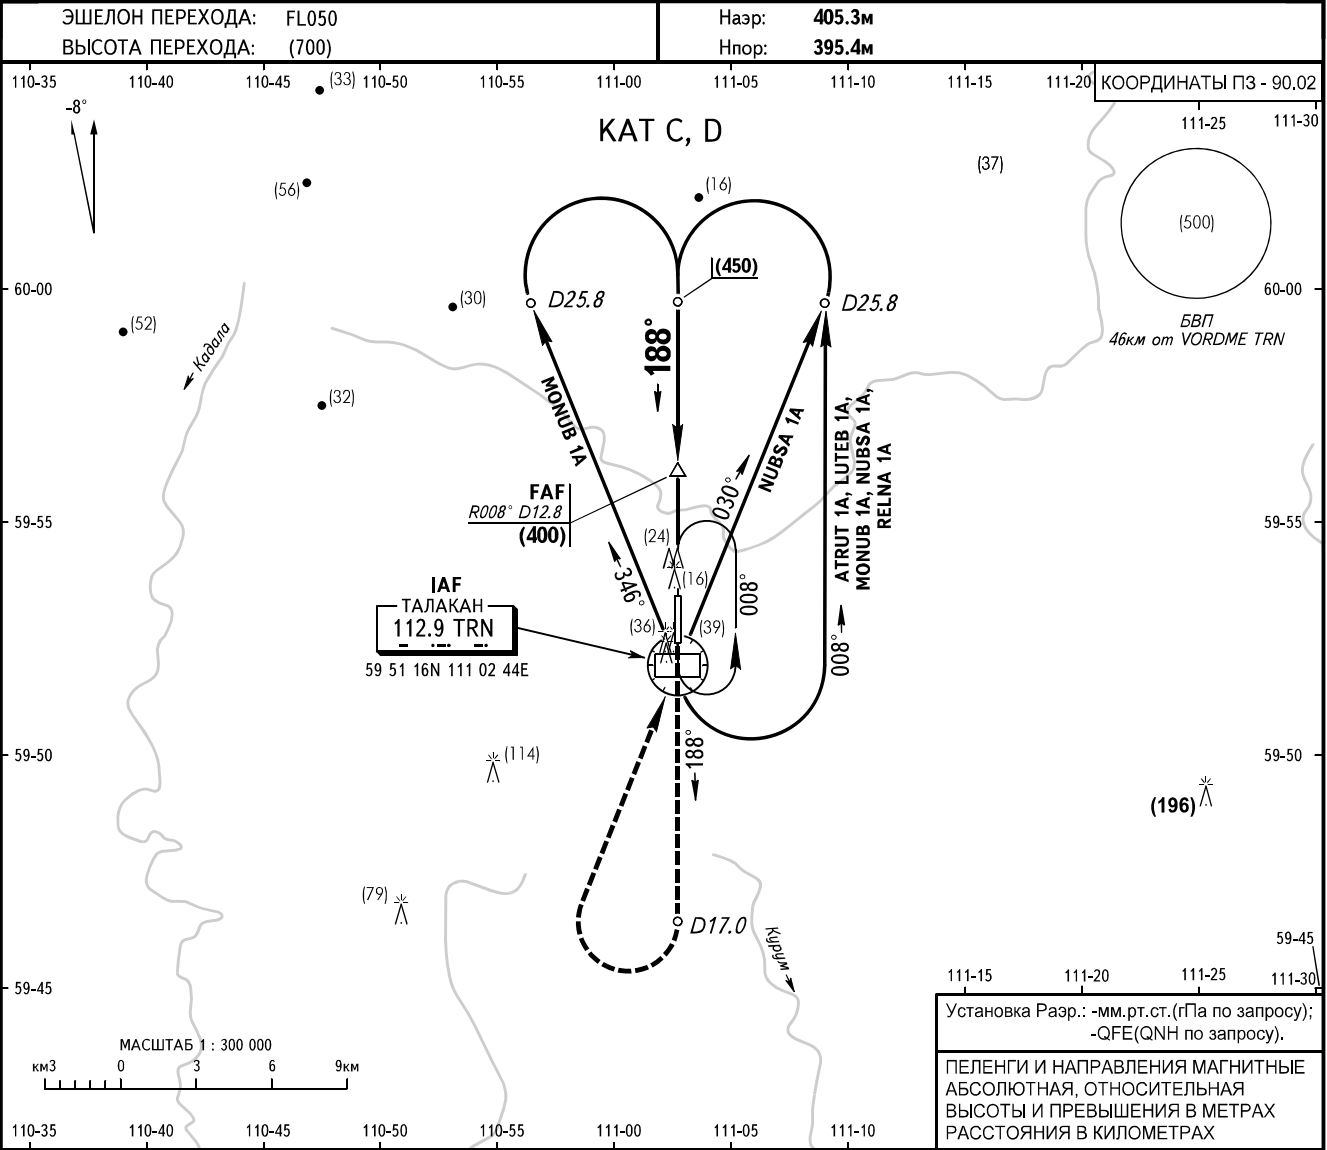 ЭШЕЛОН ПЕРЕХОДА: FL050
ВЫСОТА ПЕРЕХОДА: (700)
Наэр: 405.3м
Нпор: 395.4м
110-35 110-40 110-45 110-50 110-55 111-00 111-05 111-10 111-15 111-20
КООРДИНАТЫ ПЗ - 90.02
111-25 111-30
-8°
(33)
КАТ C, D
(37)
(56)
(16)
(500)
(450)
60-00
60-00
D25.8
D25.8
(30)
(52)
БВП
46км от VORDME TRN
Кадала
188°
(32)
MONUB 1A
NUBSA 1A
ATRUT 1A, LUTEB 1A,
MONUB 1A, NUBSA 1A,
RELNA 1A
FAF
R008° D12.8
(400)
030°
59-55
59-55
(24)
(16)
346°
008°
IAF
ТАЛАКАН
112.9 TRN
59 51 16N 111 02 44E
(36)
(39)
008°
188°
59-50
59-50
(114)
(196)
(79)
D17.0
Курум
59-45
59-45
111-15 111-20 111-25 111-30
Установка Раэр.: -мм.рт.ст.(гПа по запросу);
-QFE(QNH по запросу).
МАСШТАБ 1 : 300 000
км3 0 3 6 9км
ПЕЛЕНГИ И НАПРАВЛЕНИЯ МАГНИТНЫЕ
АБСОЛЮТНАЯ, ОТНОСИТЕЛЬНАЯ
ВЫСОТЫ И ПРЕВЫШЕНИЯ В МЕТРАХ
РАССТОЯНИЯ В КИЛОМЕТРАХ
110-35 110-40 110-45 110-50 110-55 111-00 111-05 111-10